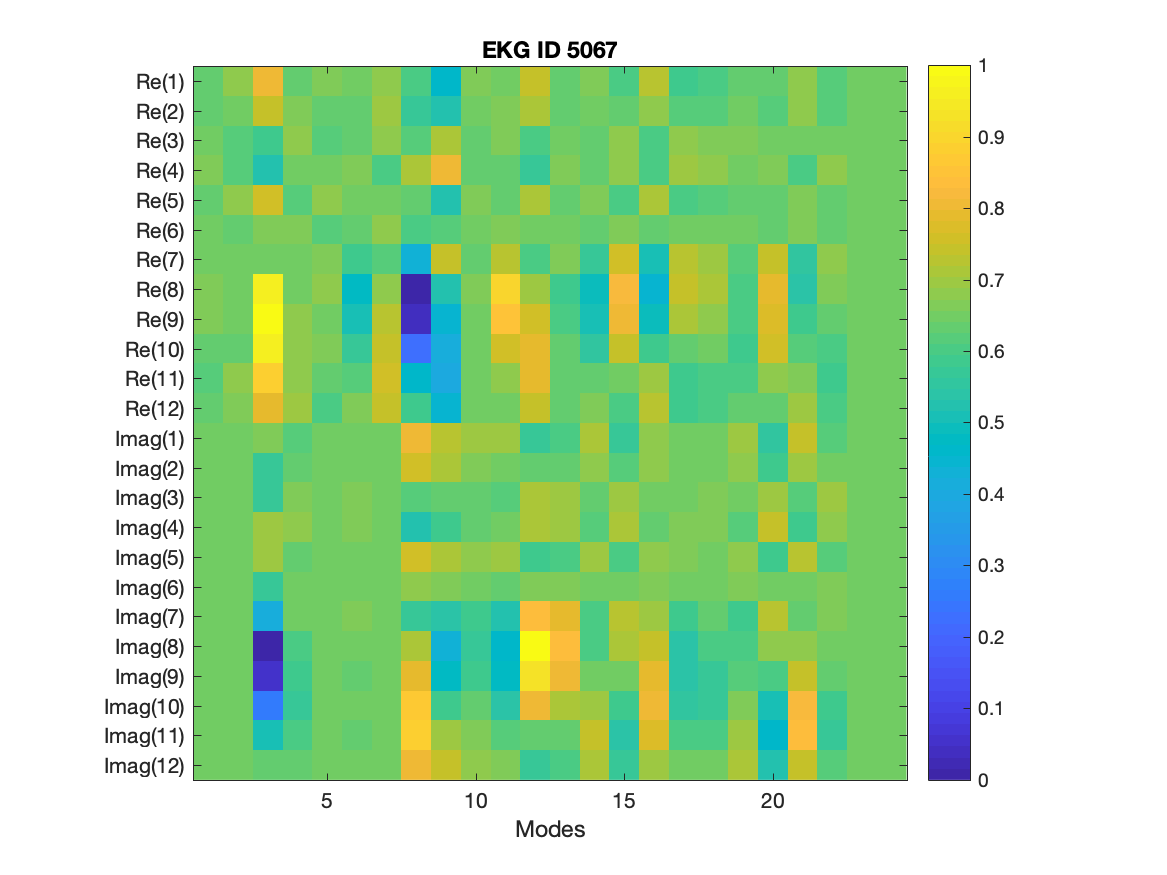 EKG ID 5067
Re(1)
Re(2)
Re(3)
Re(4)
Re(5)
Re(6)
Re(7)
Re(8)
Re(9)
Re(10)
Re(11)
Re(12)
Imag(1)
Imag(2)
Imag(3)
Imag(4)
Imag(5)
Imag(6)
Imag(7)
Imag(8)
Imag(9)
Imag(10)
Imag(11)
Imag(12)
5 10 15 20
Modes
1
0.9
0.8
0.7
0.6
0.5
0.4
0.3
0.2
0.1
0